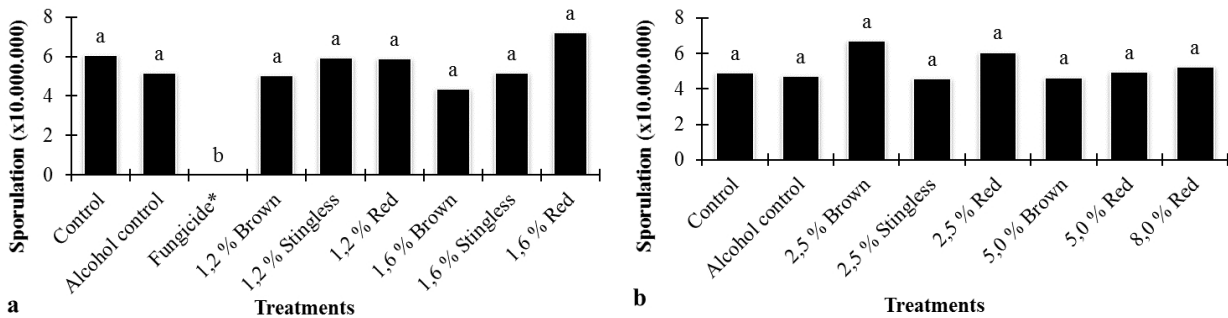 Sporulation (x10.000.000)
8
6
4
2
0
a
a
b
a
a
a
a
a
a
Control
Alcohol control
Fungicide*
1,2 % Brown
1,2 % Stingless
1,2 % Red
1,6 % Brown
1,6 % Stingless
1,6 % Red
Treatments
a
Sporulation (x10.000.000)
8
6
4
2
0
a
a
a
a
a
a
a
a
Control
Alcohol control
2,5 % Brown
2,5 % Stingless
2,5 % Red
5,0 % Brown
5,0 % Red
8,0 % Red
Treatments
b